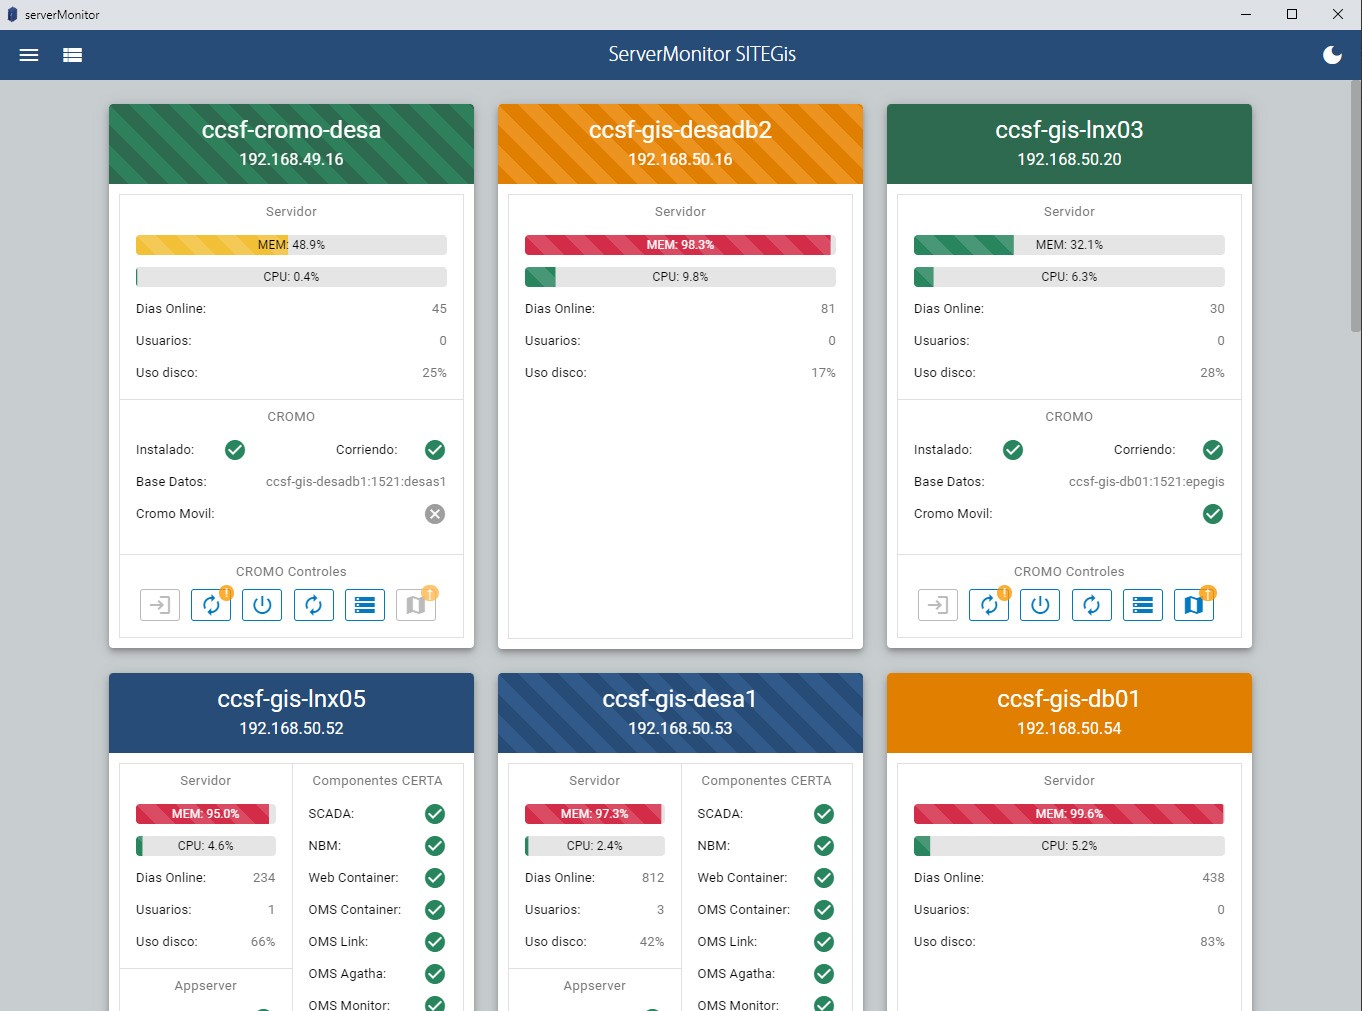 serverMonitor
ServerMonitor SITEGis
ccsf-cromo-desa
192.168.49.16
Servidor
MEM: 48.9%
CPU: 0.4%
Dias Online: 45
Usuarios: 0
Uso disco: 25%
CROMO
Instalado: Corriendo:
Base Datos: ccsf-gis-desadb1:1521:desas1
Cromo Movil:
CROMO Controles
ccsf-gis-desadb2
192.168.50.16
Servidor
MEM: 98.3%
CPU: 9.8%
Dias Online: 81
Usuarios: 0
Uso disco: 17%
ccsf-gis-lnx03
192.168.50.20
Servidor
MEM: 32.1%
CPU: 6.3%
Dias Online: 30
Usuarios: 0
Uso disco: 28%
CROMO
Instalado: Corriendo:
Base Datos: ccsf-gis-db01:1521:epegis
Cromo Movil:
CROMO Controles
ccsf-gis-lnx05
192.168.50.52
Servidor
MEM: 95.0%
CPU: 4.6%
Dias Online: 234
Usuarios: 1
Uso disco: 66%
Appserver
Componentes CERTA
SCADA:
NBM:
Web Container:
OMS Container:
OMS Link:
OMS Agatha:
OMS Monitor:
ccsf-gis-desa1
192.168.50.53
Servidor
MEM: 97.3%
CPU: 2.4%
Dias Online: 812
Usuarios: 3
Uso disco: 42%
Appserver
Componentes CERTA
SCADA:
NBM:
Web Container:
OMS Container:
OMS Link:
OMS Agatha:
OMS Monitor:
ccsf-gis-db01
192.168.50.54
Servidor
MEM: 99.6%
CPU: 5.2%
Dias Online: 438
Usuarios: 0
Uso disco: 83%